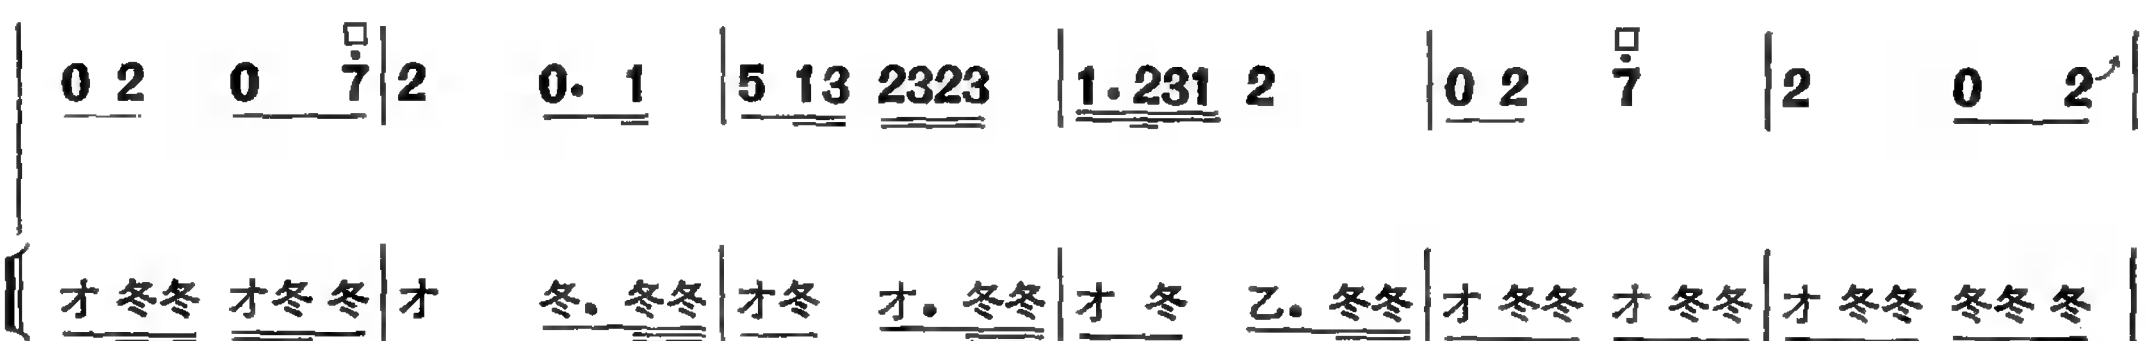 0 2 0 7̇ | 2 0· 1 | 5 13 2323 | 1·231 2 | 0 2 7̇ | 2 0 2 |
才 冬冬 才冬 冬 | 才 冬. 冬冬 | 才冬 才. 冬冬 | 才 冬 乙. 冬冬 | 才 冬冬 才 冬冬 | 才 冬冬 冬冬 冬 |